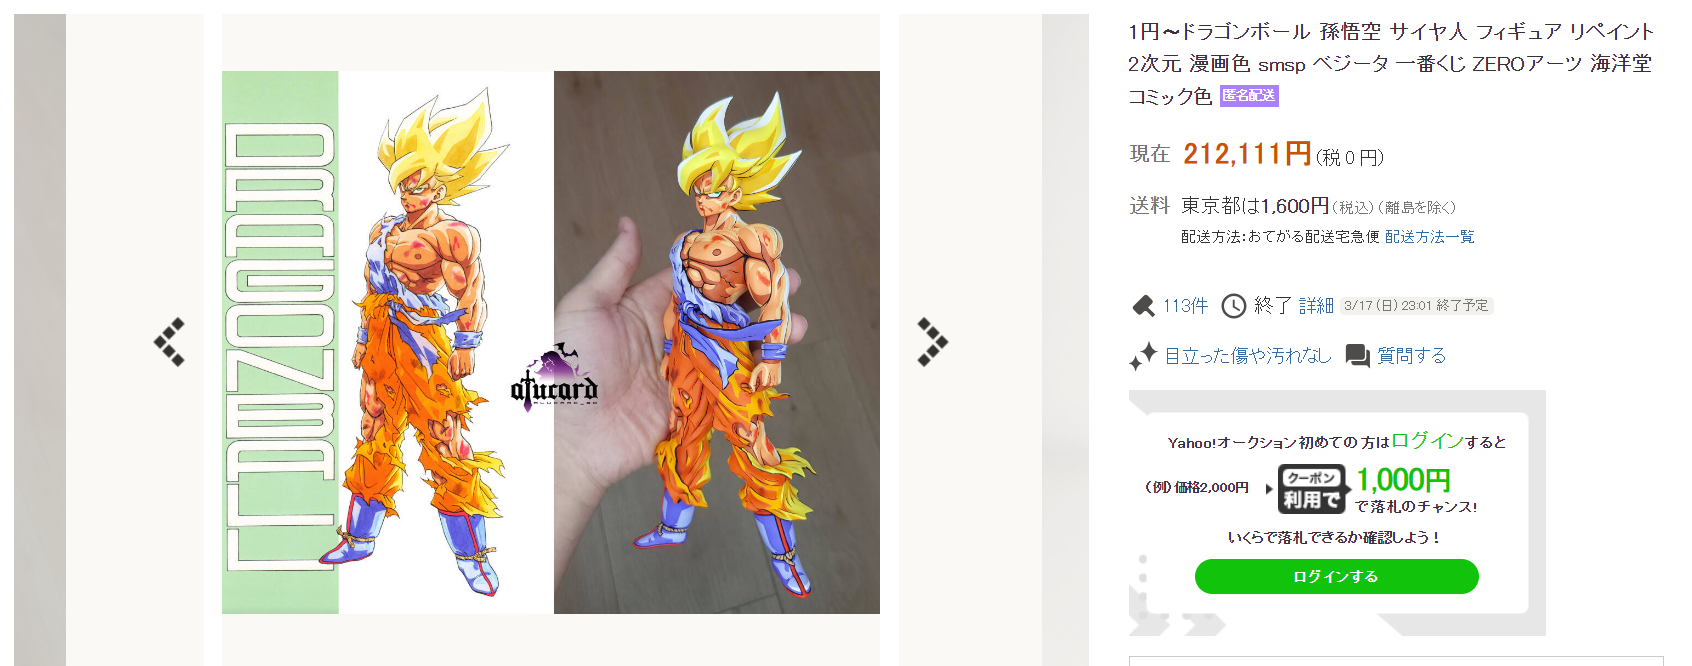 1円～ドラゴンボール 孫悟空 サイヤ人 フィギュア リペイント
2次元 漫画色 smsp ベジータ 一番くじ ZEROアーツ 海洋堂
コミック色 匿名配送
現在 212,111円(税 0 円)
送料 東京都は1,600円(税込)(離島を除く)
配送方法:おてがる配送宅急便 配送方法一覧
113件 終了 詳細 3/17(日)23:01 終了予定
目立った傷や汚れなし 質問する
Yahoo!オークション初めての方はログインすると
(例)価格2,000円
クーポン
利用で
1,000円
で落札のチャンス!
いくらで落札できるか確認しよう!
ログインする
alucard